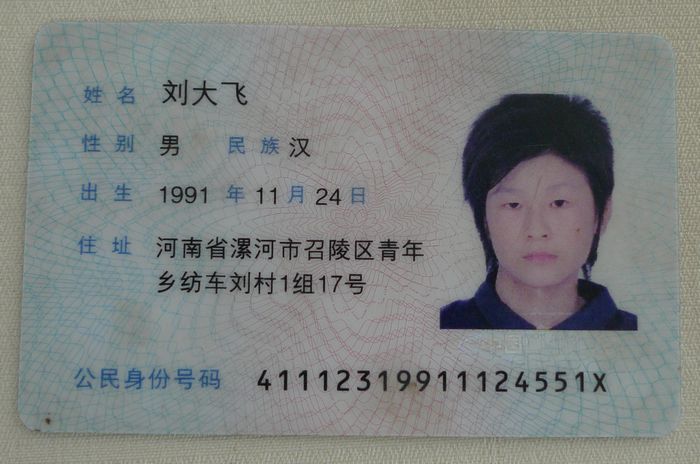 姓名 刘大飞
性别 男 民族 汉
出生 1991 年 11 月 24 日
住址 河南省漯河市召陵区青年
乡纺车刘村1组17号
公民身份号码 41112319911124551X